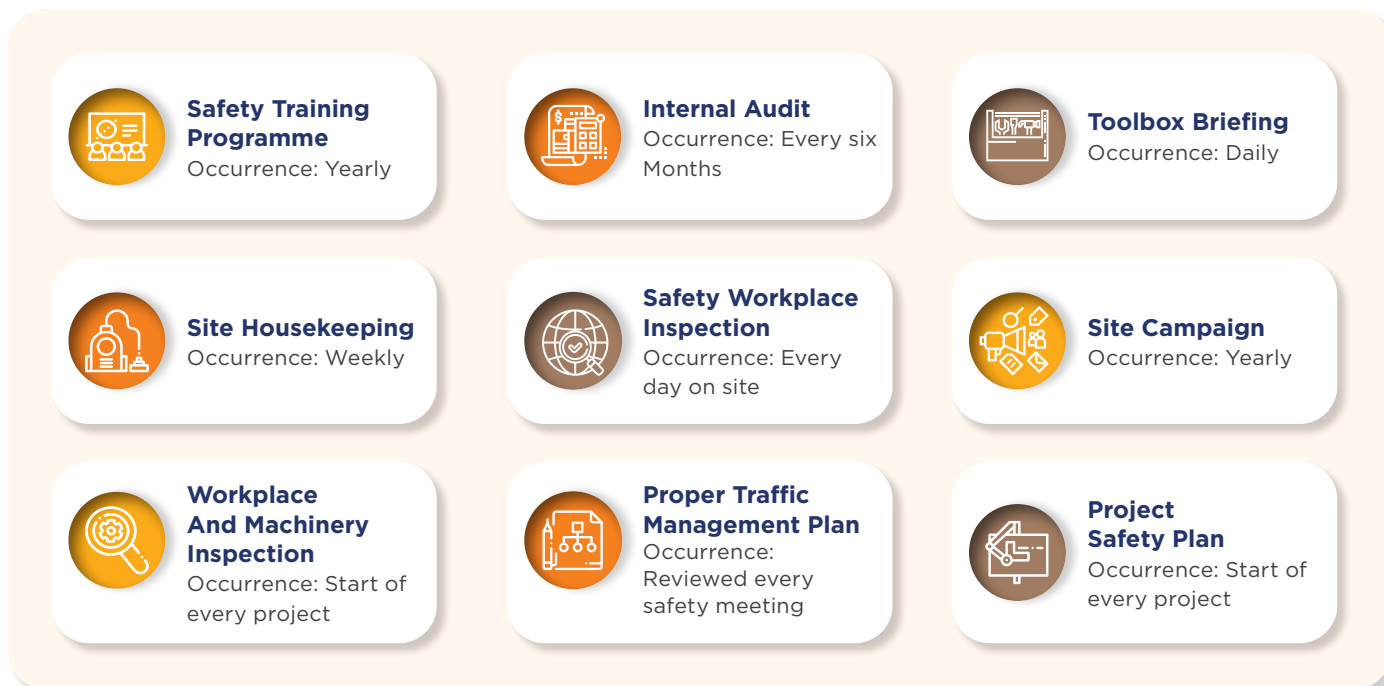 Safety Training
Programme
Occurrence: Yearly
Internal Audit
Occurrence: Every six
Months
Toolbox Briefing
Occurrence: Daily
Site Housekeeping
Occurrence: Weekly
Safety Workplace
Inspection
Occurrence: Every
day on site
Site Campaign
Occurrence: Yearly
Workplace
And Machinery
Inspection
Occurrence: Start of
every project
Proper Traffic
Management Plan
Occurrence:
Reviewed every
safety meeting
Project
Safety Plan
Occurrence: Start of
every project